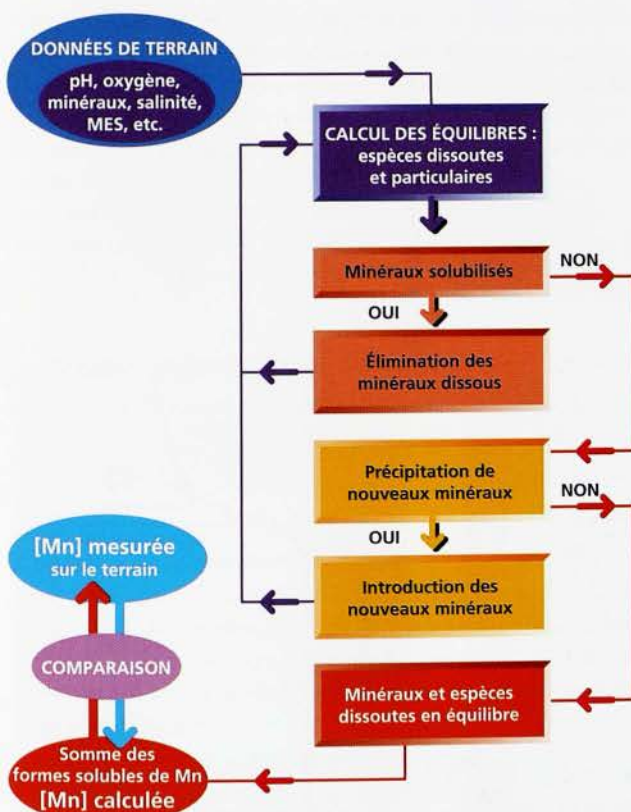 DONNÉES DE TERRAIN
pH, oxygène,
minéraux, salinité,
MES, etc.
CALCUL DES ÉQUILIBRES :
espèces dissoutes
et particulaires
Minéraux solubilisés
NON
OUI
Élimination des
minéraux dissous
Précipitation de
nouveaux minéraux
NON
OUI
Introduction des
nouveaux minéraux
[Mn] mesurée
sur le terrain
COMPARAISON
Minéraux et espèces
dissoutes en équilibre
Somme des
formes solubles de Mn
[Mn] calculée